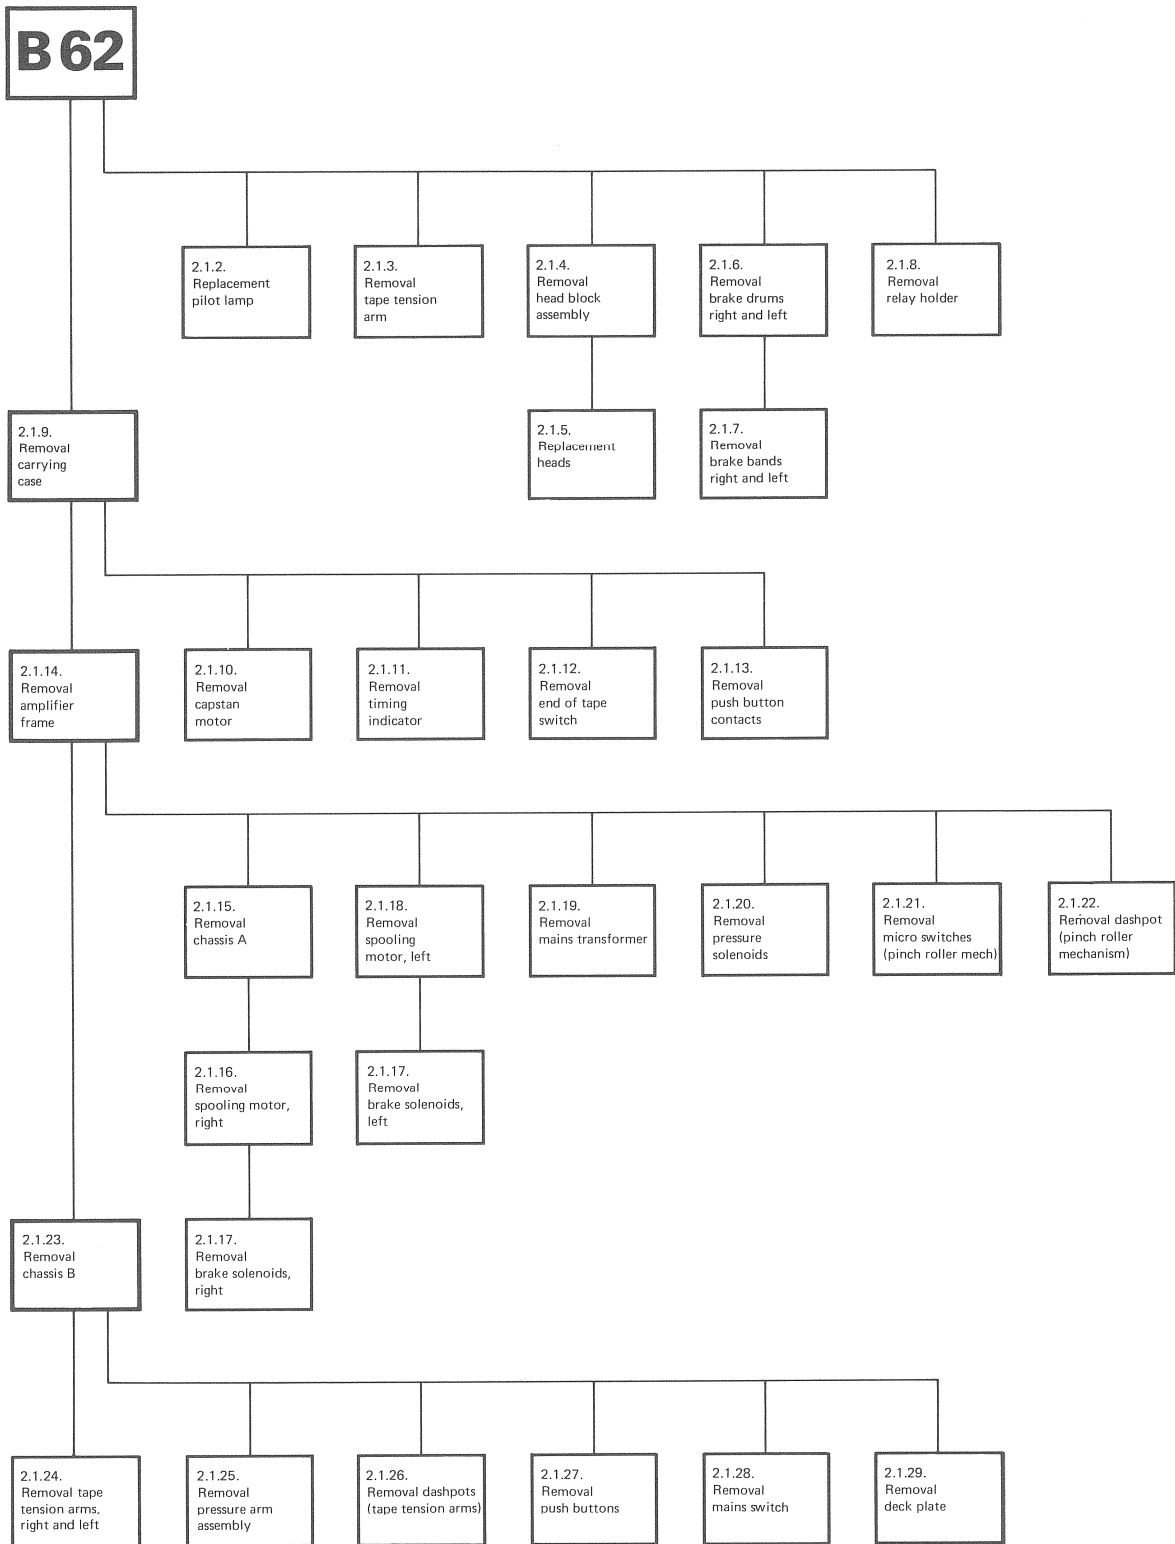 B62
2.1.2.
Replacement
pilot lamp
2.1.3.
Removal
tape tension
arm
2.1.4.
Removal
head block
assembly
2.1.6.
Removal
brake drums
right and left
2.1.8.
Removal
relay holder
2.1.9.
Removal
carrying
case
2.1.5.
Replacement
heads
2.1.7.
Removal
brake bands
right and left
2.1.14.
Removal
amplifier
frame
2.1.10.
Removal
capstan
motor
2.1.11.
Removal
timing
indicator
2.1.12.
Removal
end of tape
switch
2.1.13.
Removal
push button
contacts
2.1.15.
Removal
chassis A
2.1.18.
Removal
spooling
motor, left
2.1.19.
Removal
mains transformer
2.1.20.
Removal
pressure
solenoids
2.1.21.
Removal
micro switches
(pinch roller mech)
2.1.22.
Removal dashpot
(pinch roller
mechanism)
2.1.16.
Removal
spooling motor,
right
2.1.17.
Removal
brake solenoids,
left
2.1.23.
Removal
chassis B
2.1.17.
Removal
brake solenoids,
right
2.1.24.
Removal tape
tension arms,
right and left
2.1.25.
Removal
pressure arm
assembly
2.1.26.
Removal dashpots
(tape tension arms)
2.1.27.
Removal
push buttons
2.1.28.
Removal
mains switch
2.1.29.
Removal
deck plate